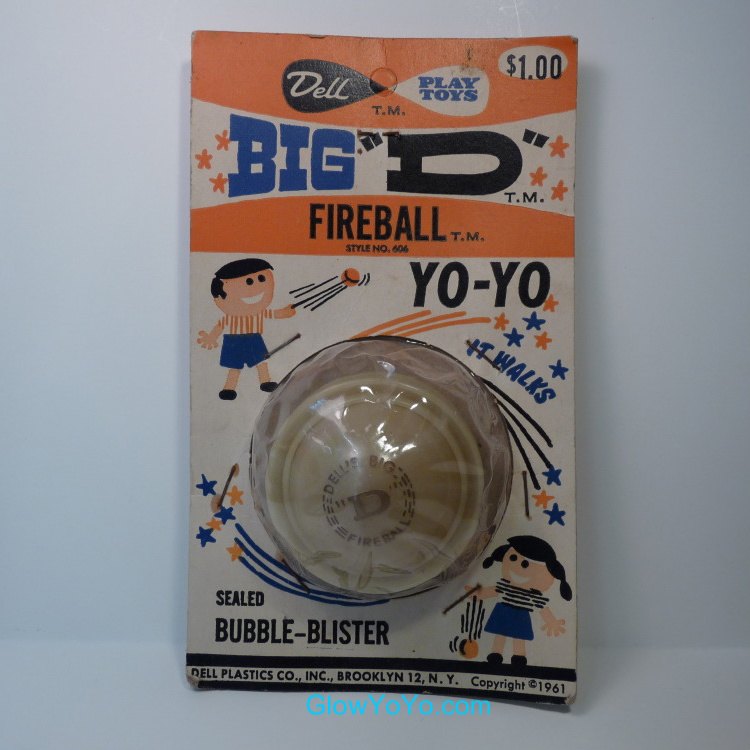 Dell PLAY TOYS $1.00
T.M.
BIG "D"
T.M.
FIREBALL T.M.
STYLE NO. 606
YO-YO
IT WALKS
DELL'S BIG
"D"
FIREBALL
SEALED
BUBBLE-BLISTER
DELL PLASTICS CO., INC., BROOKLYN 12, N.Y. Copyright ©1961
GlowYoYo.com